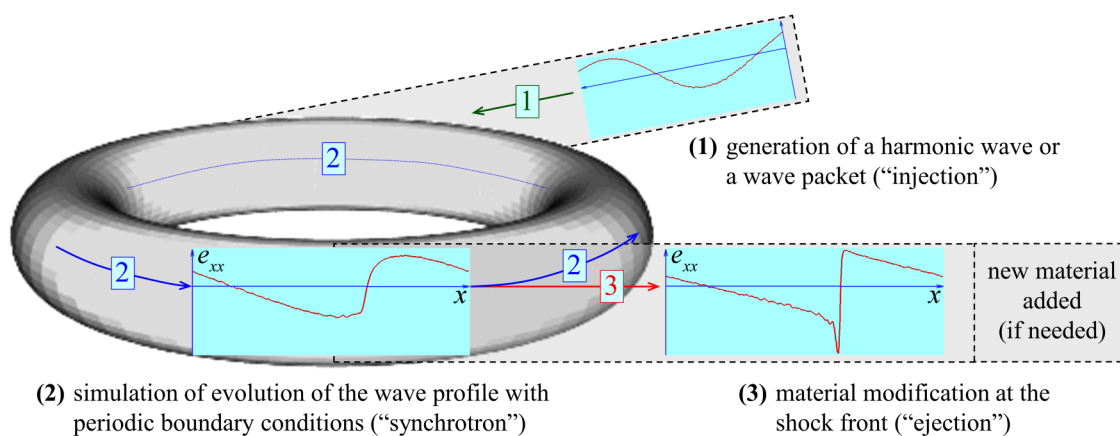 1
(1) generation of a harmonic wave or
a wave packet (“injection”)
2
2
e_xx
x
2
3
e_xx
x
new material
added
(if needed)
(2) simulation of evolution of the wave profile with
periodic boundary conditions (“synchrotron”)
(3) material modification at the
shock front (“ejection”)